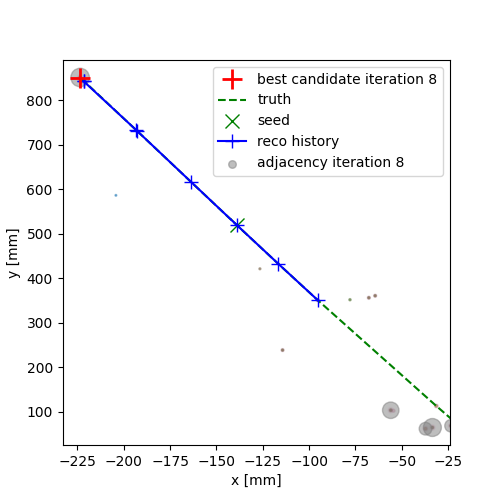 best candidate iteration 8
truth
seed
reco history
adjacency iteration 8
800
700
600
500
400
300
200
100
y [mm]
−225 −200 −175 −150 −125 −100 −75 −50 −25
x [mm]